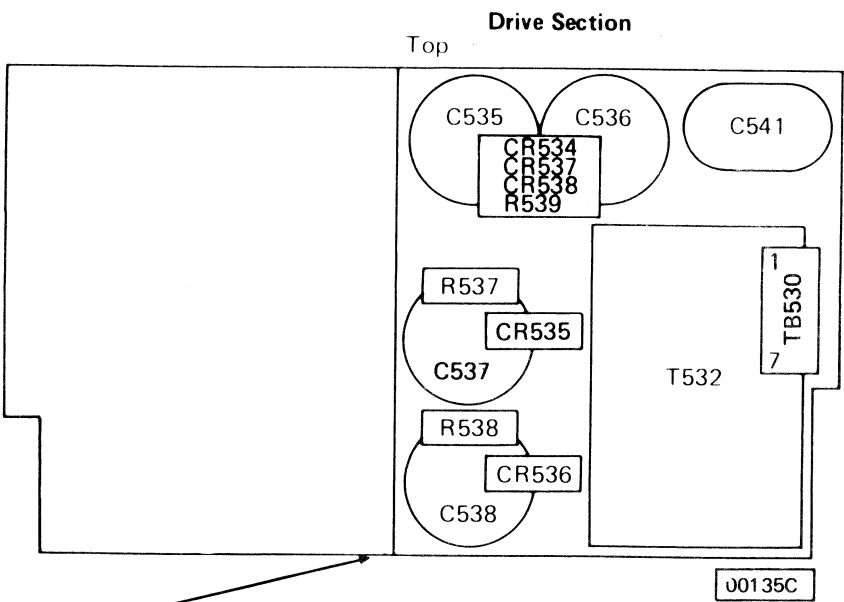 Drive Section
Top
C535
C536
C541
CR534
CR537
CR538
R539
R537
CR535
C537
1
TB530
7
T532
R538
CR536
C538
00135C